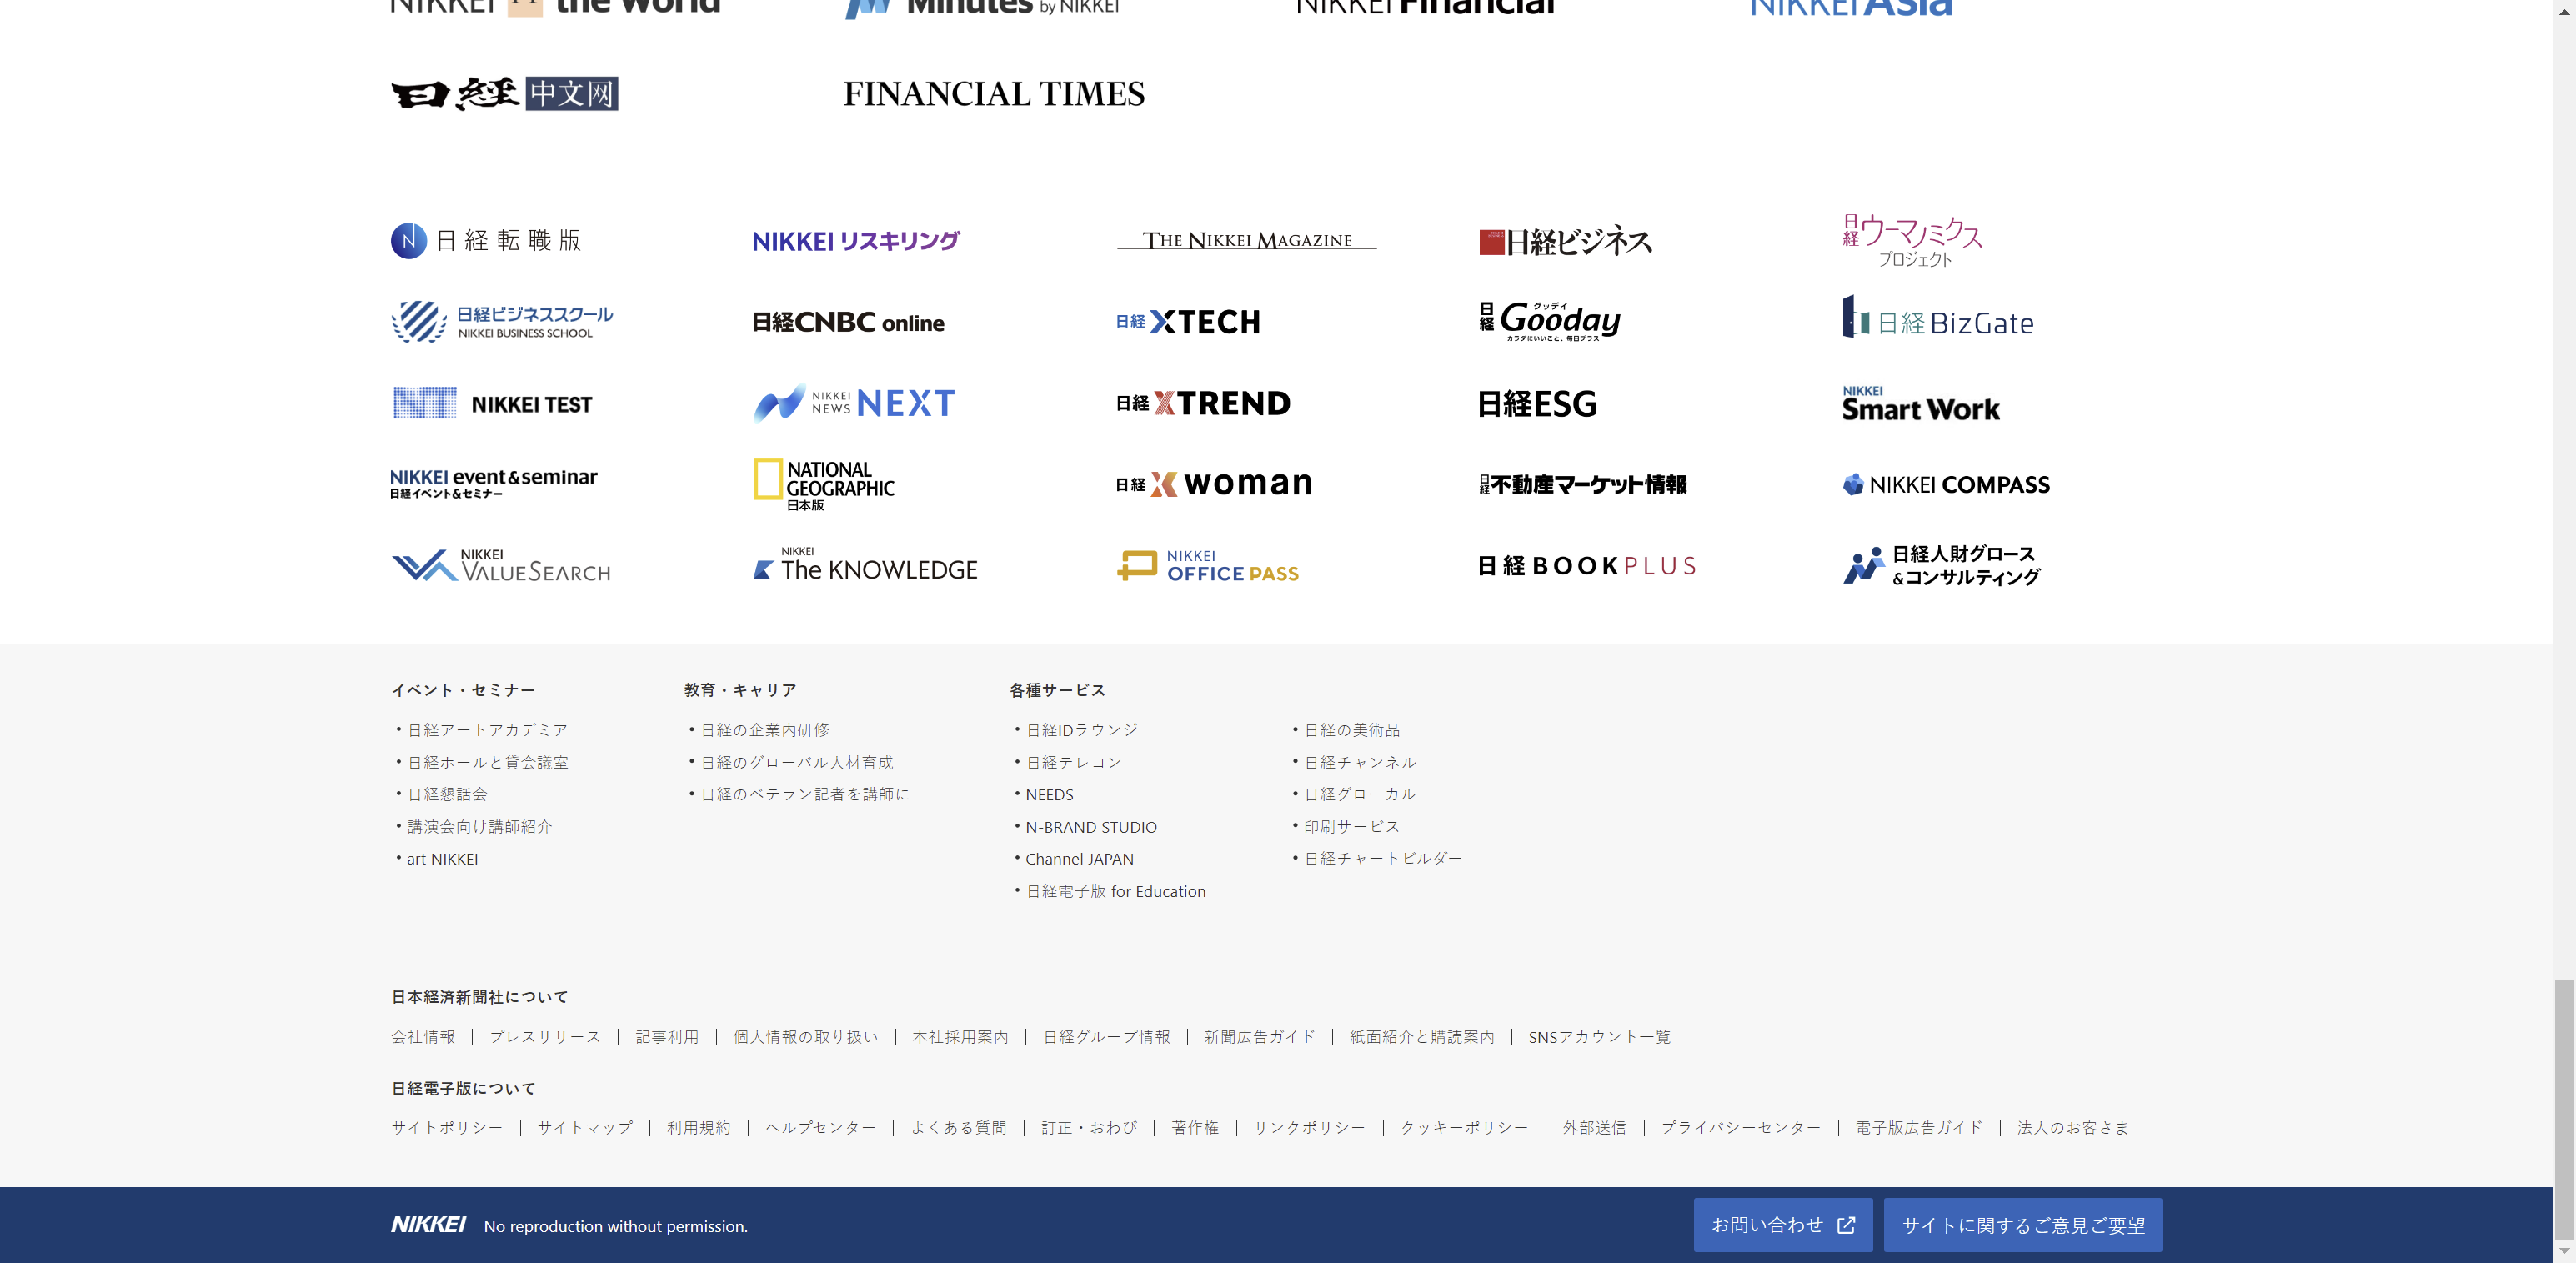 NIKKEI FT the World
Minutes by NIKKEI
NIKKEI Financial
NIKKEI Asia
日経中文网
FINANCIAL TIMES
N 日経転職版
NIKKEI リスキリング
THE NIKKEI MAGAZINE
日経ビジネス
日経ウーマノミクス
プロジェクト
日経ビジネススクール
NIKKEI BUSINESS SCHOOL
日経CNBC online
日経 XTECH
日経 Gooday
グッデイ
カラダにいいこと、毎日プラス
日経BizGate
NT NIKKEI TEST
NIKKEI
NEWS NEXT
日経 XTREND
日経ESG
NIKKEI
Smart Work
NIKKEI event&seminar
日経イベント&セミナー
NATIONAL
GEOGRAPHIC
日本版
日経 X woman
日経不動産マーケット情報
NIKKEI COMPASS
NIKKEI
VALUESEARCH
NIKKEI
The KNOWLEDGE
NIKKEI
OFFICE PASS
日経BOOKPLUS
日経人財グロース
&コンサルティング
イベント・セミナー
・日経アートアカデミア
・日経ホールと貸会議室
・日経懇話会
・講演会向け講師紹介
・art NIKKEI
教育・キャリア
・日経の企業内研修
・日経のグローバル人材育成
・日経のベテラン記者を講師に
各種サービス
・日経IDラウンジ
・日経テレコン
・NEEDS
・N-BRAND STUDIO
・Channel JAPAN
・日経電子版 for Education
・日経の美術品
・日経チャンネル
・日経グローカル
・印刷サービス
・日経チャートビルダー
日本経済新聞社について
会社情報 | プレスリリース | 記事利用 | 個人情報の取り扱い | 本社採用案内 | 日経グループ情報 | 新聞広告ガイド | 紙面紹介と購読案内 | SNSアカウント一覧
日経電子版について
サイトポリシー | サイトマップ | 利用規約 | ヘルプセンター | よくある質問 | 訂正・おわび | 著作権 | リンクポリシー | クッキーポリシー | 外部送信 | プライバシーセンター | 電子版広告ガイド | 法人のお客さま
NIKKEI No reproduction without permission.
お問い合わせ
サイトに関するご意見ご要望